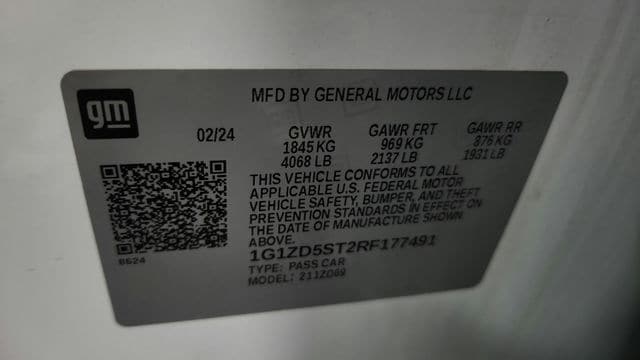 gm
MFD BY GENERAL MOTORS LLC
02/24 GVWR GAWR FRT GAWR RR
1845 KG 969 KG 876 KG
4068 LB 2137 LB 1931 LB
THIS VEHICLE CONFORMS TO ALL
APPLICABLE U.S. FEDERAL MOTOR
VEHICLE SAFETY, BUMPER, AND THEFT
PREVENTION STANDARDS IN EFFECT ON
THE DATE OF MANUFACTURE SHOWN
ABOVE.
1G1ZD5ST2RF177491
TYPE: PASS CAR
MODEL: 211ZD69
8624